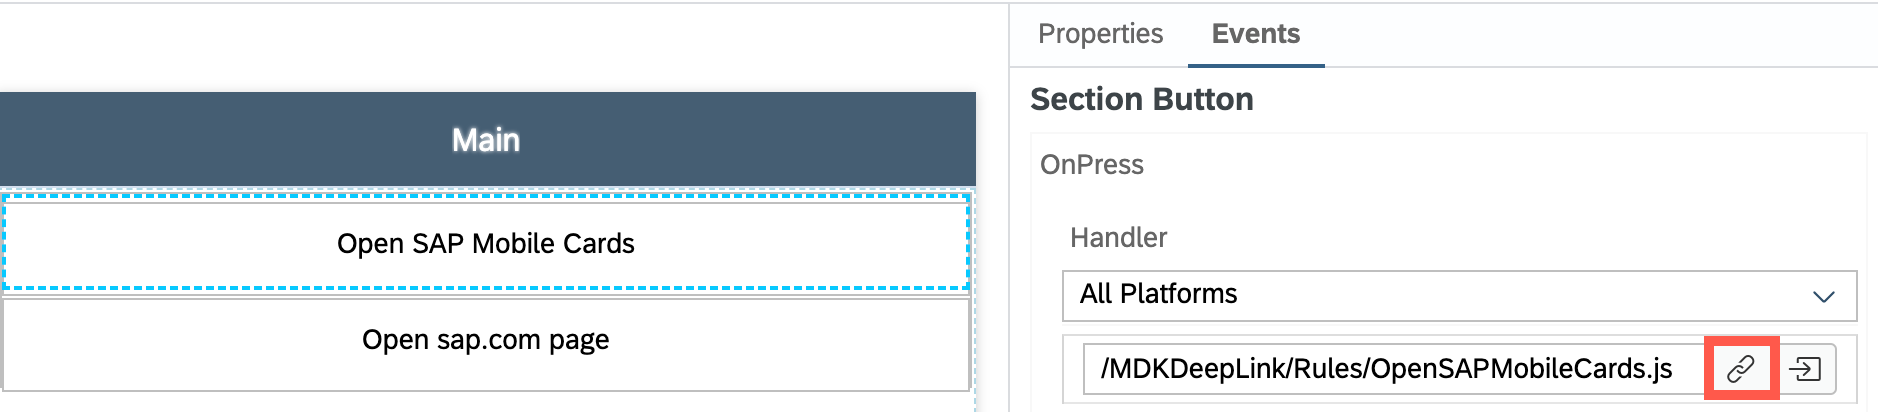 Properties Events
Section Button
Main
OnPress
Open SAP Mobile Cards
Handler
All Platforms
Open sap.com page
/MDKDeepLink/Rules/OpenSAPMobileCards.js